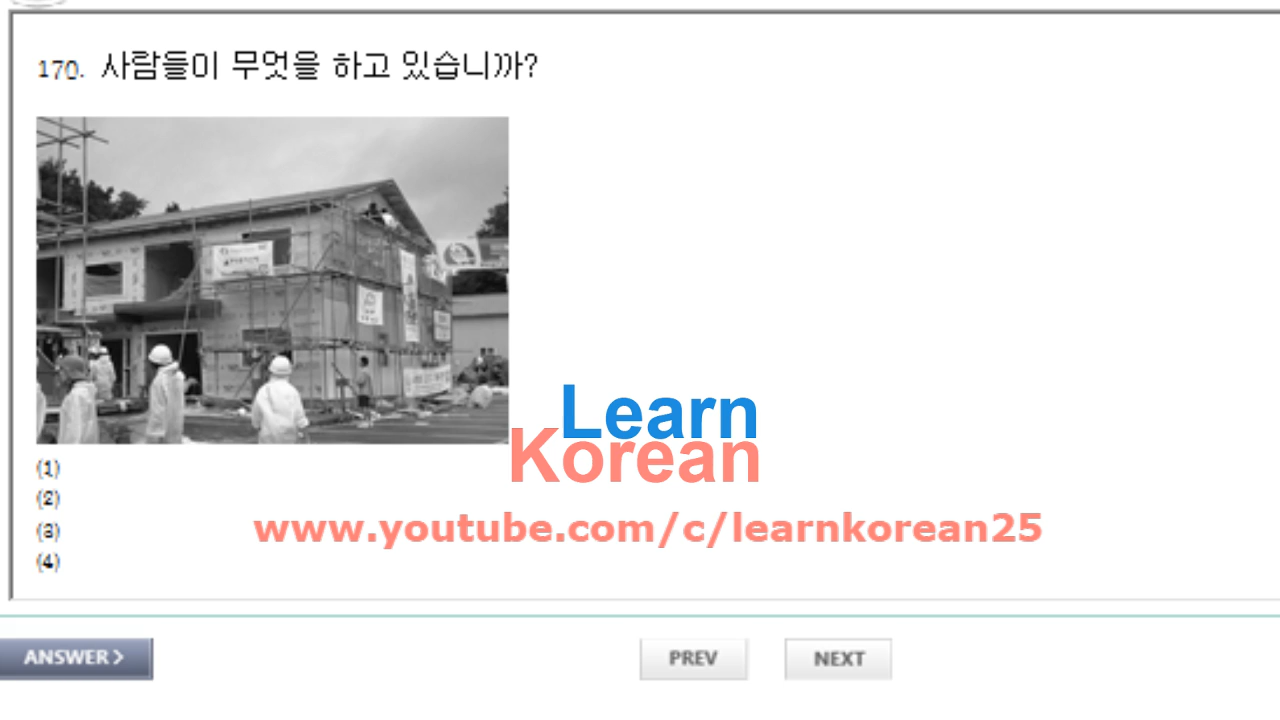 170. 사람들이 무엇을 하고 있습니까?
Learn
Korean
(1)
(2)
www.youtube.com/c/learnkorean25
(3)
(4)
ANSWER >
PREV
NEXT